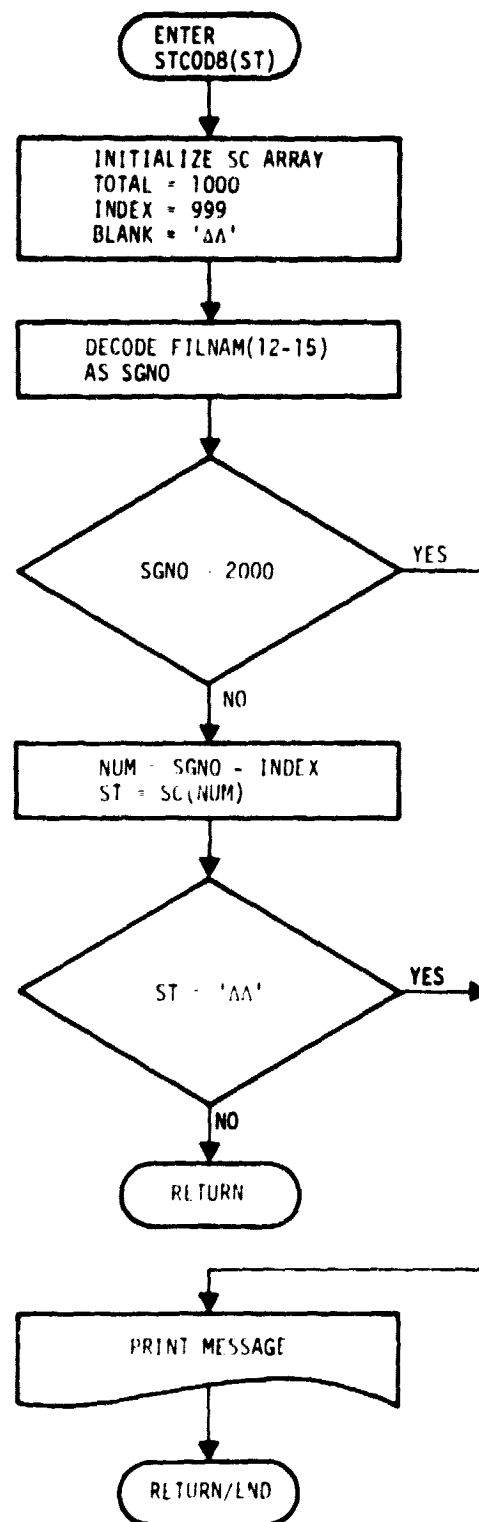 ENTER
STCOD8(ST)
INITIALIZE SC ARRAY
TOTAL = 1000
INDEX = 999
BLANK = 'ΔΔ'
DECODE FILNAM(12-15)
AS SGNO
SGNO 2000
YES
NO
NUM - SGNO - INDEX
ST = SC(NUM)
ST - 'ΔΔ'
YES
NO
RETURN
PRINT MESSAGE
RETURN/END